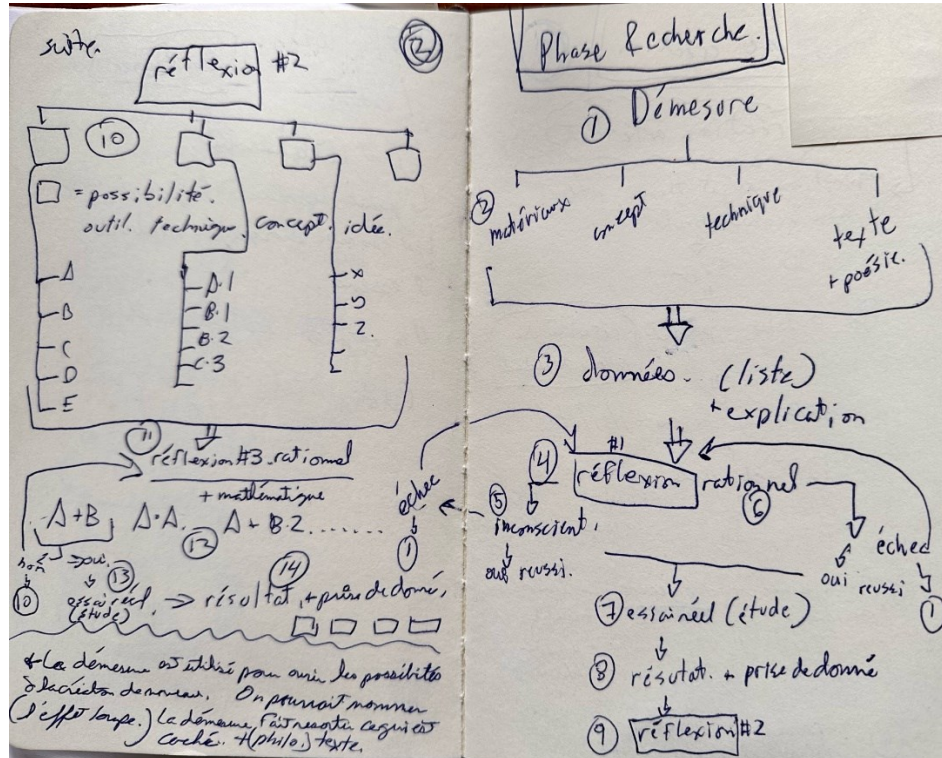 suite.
réflexion #2
②
⑩
□ = possibilité.
outil. technique. concept. idée.
A
B
C
D
E
A.1
B.1
B.2
C.3
x
y
z.
⑪
réflexion #3 rationnel
+ mathématique
A+B A.A. A + B.2.......
⑫
non oui.
⑩ ⑬ ⑭
essai réel, ⇒ résultat, + prise de donné,
(étude)
échec
①
* La démesure est utilisé pour ouvrir les possibités
à la création de nouveau. On pourrait nommer
(l'effet loupe.) La démesure fait ressortir ce qui est
caché. + (philo.) texte.
Phase Recherche.
① Démesure
② matériaux concept technique texte
+ poésie.
③ données. (liste)
+ explication
#1
④ réflexion rationnel
⑤ ⑥
inconscient.
oui reussi.
échec
oui reussi
①
⑦ essai réel (étude)
⑧ résultat. + prise de donné
⑨ réflexion #2